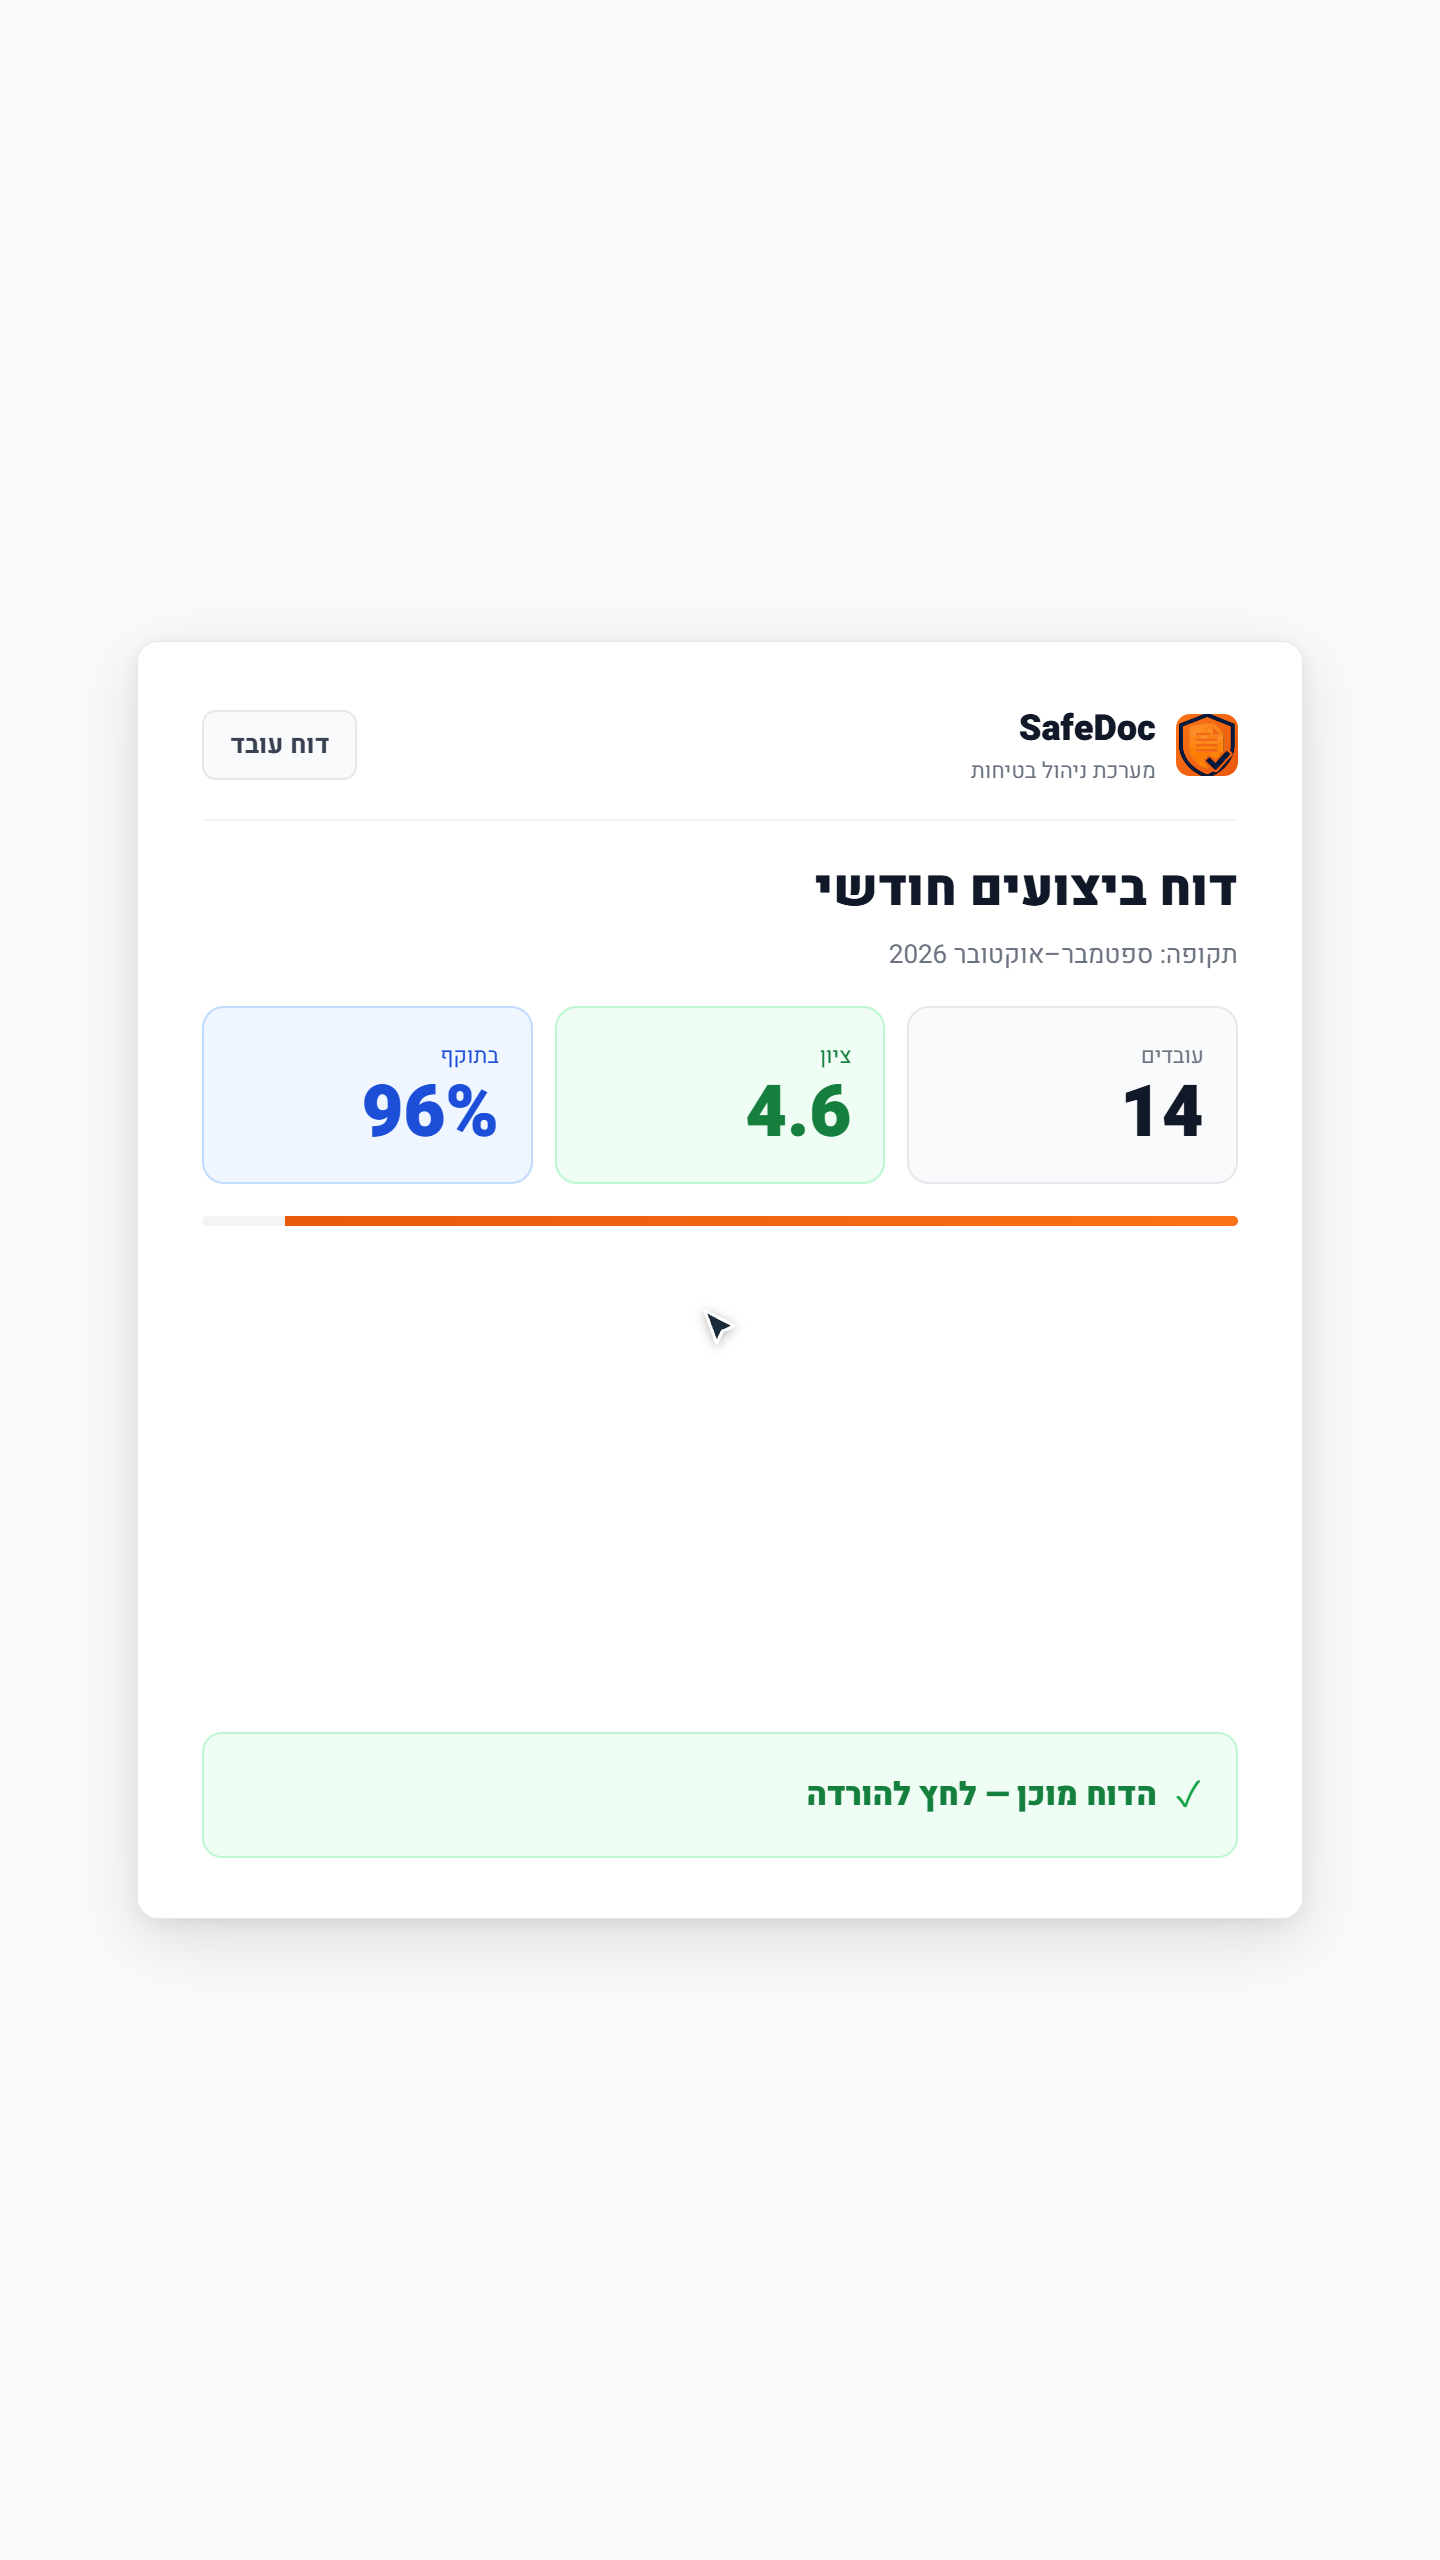 SafeDoc
מערכת ניהול בטיחות
דוח עובד
דוח ביצועים חודשי
תקופה: ספטמבר–אוקטובר 2026
עובדים
14
ציון
4.6
בתוקף
96%
✓ הדוח מוכן — לחץ להורדה